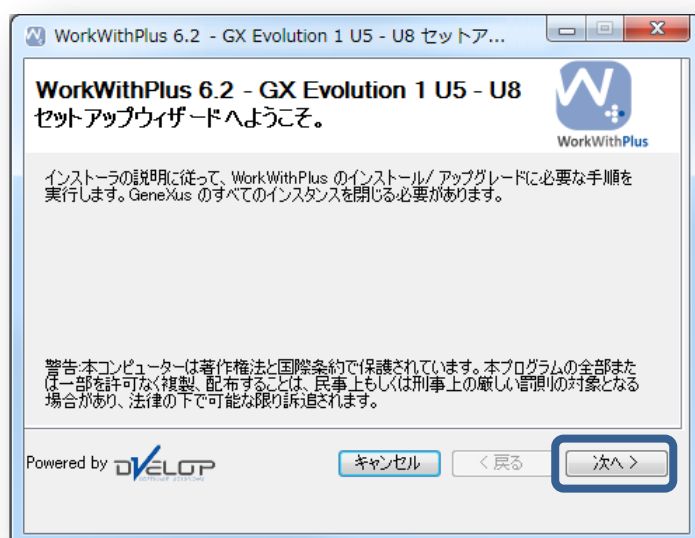 WorkWithPlus 6.2 - GX Evolution 1 U5 - U8 セットア...
WorkWithPlus 6.2 - GX Evolution 1 U5 - U8
セットアップウィザードへようこそ。
WorkWithPlus
インストーラの説明に従って、WorkWithPlus のインストール/ アップグレードに必要な手順を
実行します。GeneXus のすべてのインスタンスを閉じる必要があります。
警告:本コンピューターは著作権法と国際条約で保護されています。本プログラムの全部また
は一部を許可なく複製、配布することは、民事上もしくは刑事上の厳しい罰則の対象となる
場合があり、法律の下で可能な限り訴追されます。
Powered by DVELOP
SOFTWARE SOLUTIONS
キャンセル
< 戻る
次へ >